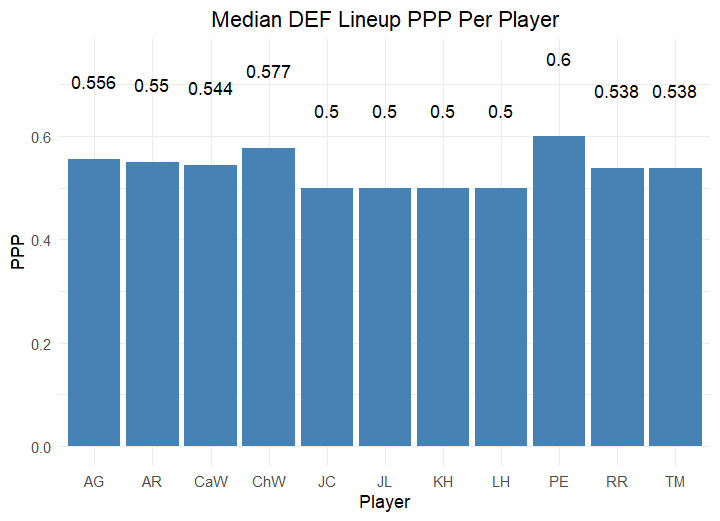 Median DEF Lineup PPP Per Player
0.556 0.55 0.544 0.577 0.5 0.5 0.5 0.5 0.6 0.538 0.538
PPP
0.6
0.4
0.2
0.0
AG AR CaW ChW JC JL KH LH PE RR TM
Player